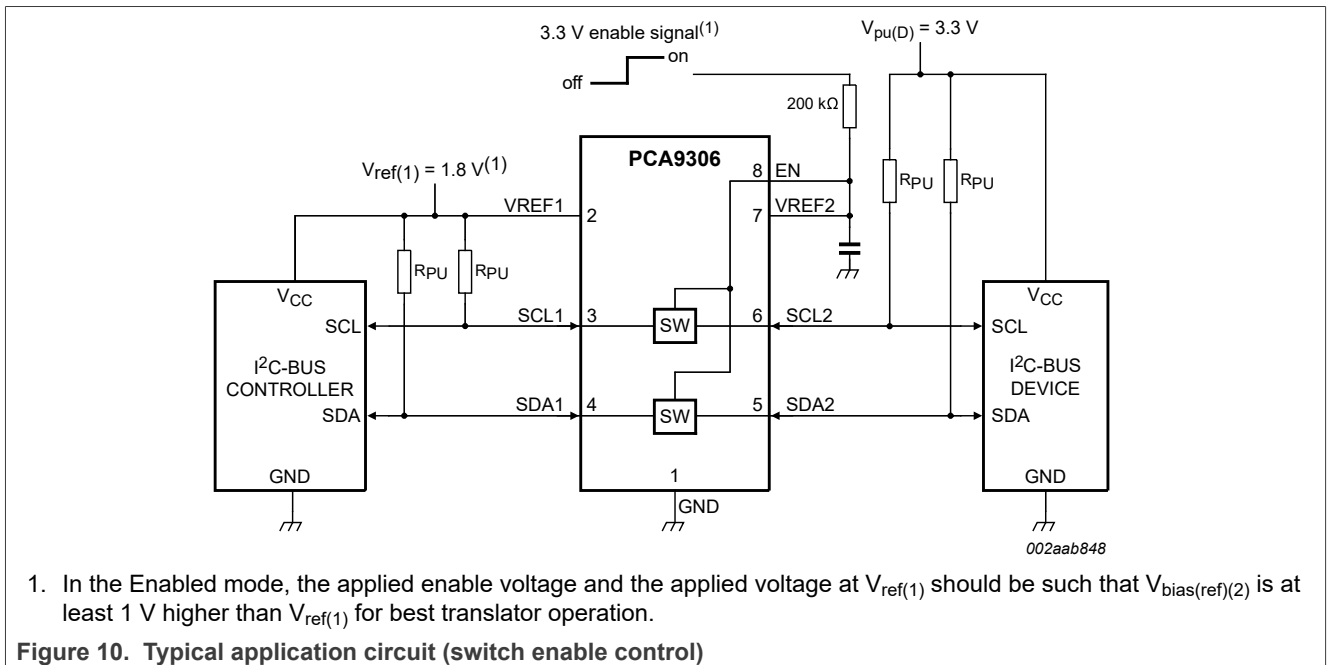 3.3 V enable signal(1)
off
on
Vpu(D) = 3.3 V
200 kΩ
PCA9306
Vref(1) = 1.8 V(1)
8 EN
RPU RPU
VREF1 2
7 VREF2
RPU RPU
VCC
SCL
SCL1 3
SW
6 SCL2
VCC
SCL
I2C-BUS
CONTROLLER
I2C-BUS
DEVICE
SDA
SDA1 4
SW
5 SDA2
SDA
GND
1
GND
GND
002aab848
1. In the Enabled mode, the applied enable voltage and the applied voltage at Vref(1) should be such that Vbias(ref)(2) is at
least 1 V higher than Vref(1) for best translator operation.
Figure 10. Typical application circuit (switch enable control)